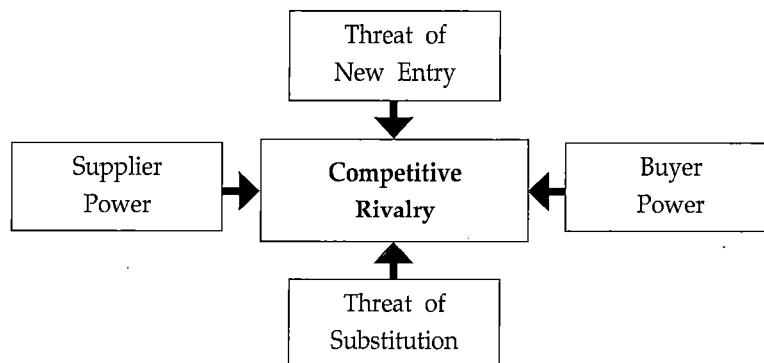 Threat of
New Entry
Supplier
Power
Competitive
Rivalry
Buyer
Power
Threat of
Substitution